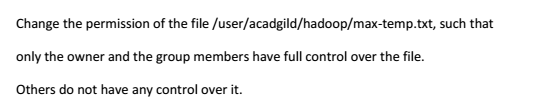 Change the permission of the file /user/acadgild/hadoop/max-temp.txt, such that
only the owner and the group members have full control over the file.
Others do not have any control over it.